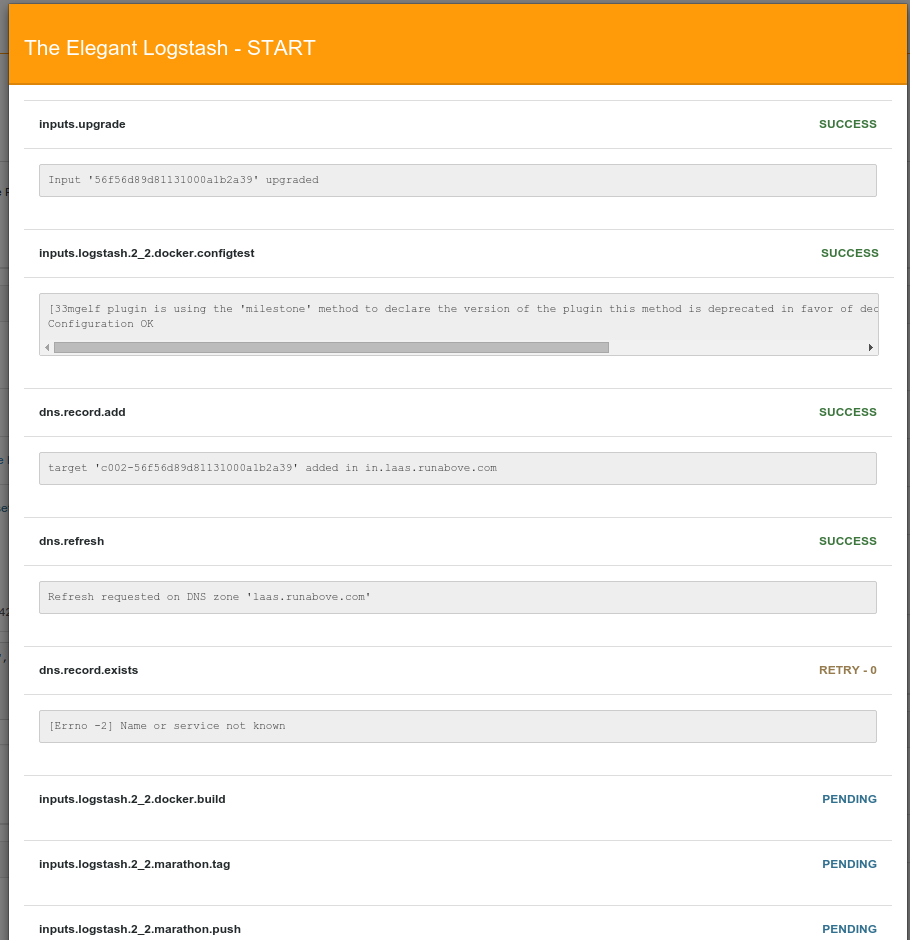 The Elegant Logstash - START
inputs.upgrade SUCCESS
Input '56f56d89d81131000a1b2a39' upgraded
inputs.logstash.2_2.docker.configtest SUCCESS
[33mgelf plugin is using the 'milestone' method to declare the version of the plugin this method is deprecated in favor of dec
Configuration OK
dns.record.add SUCCESS
target 'c002-56f56d89d81131000a1b2a39' added in in.laas.runabove.com
dns.refresh SUCCESS
Refresh requested on DNS zone 'laas.runabove.com'
dns.record.exists RETRY - 0
[Errno -2] Name or service not known
inputs.logstash.2_2.docker.build PENDING
inputs.logstash.2_2.marathon.tag PENDING
inputs.logstash.2_2.marathon.push PENDING